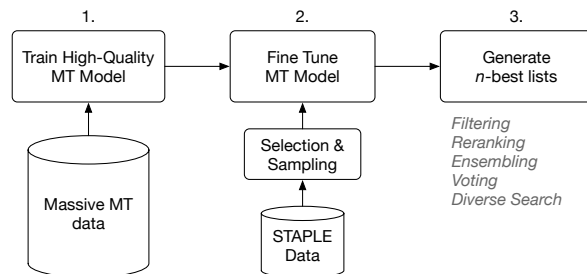 1.
Train High-Quality
MT Model
2.
Fine Tune
MT Model
3.
Generate
n-best lists
Selection &
Sampling
Massive MT
data
STAPLE
Data
Filtering
Reranking
Ensembling
Voting
Diverse Search